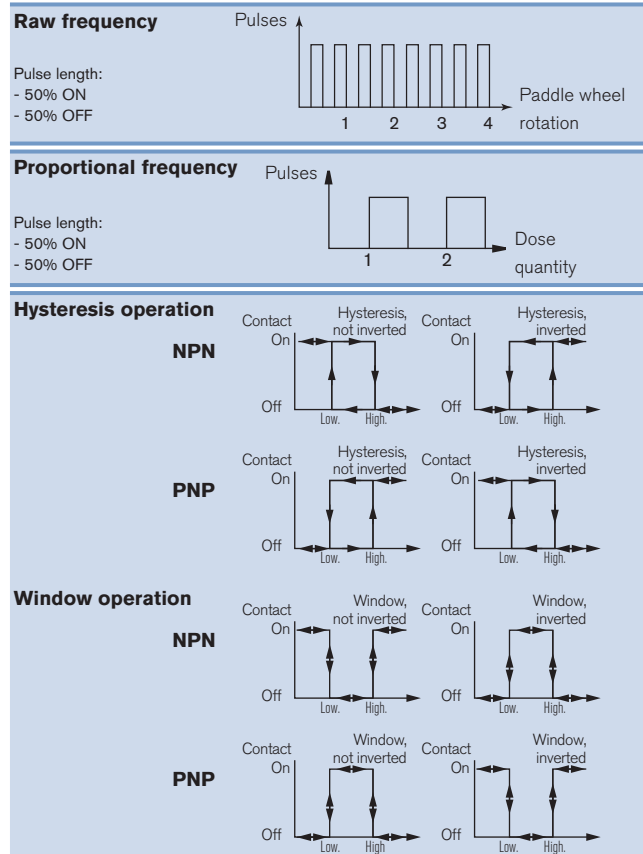 Raw frequency
Pulses
Pulse length:
- 50% ON
- 50% OFF
Paddle wheel
rotation
1 2 3 4
Proportional frequency
Pulses
Pulse length:
- 50% ON
- 50% OFF
1 2
Dose
quantity
Hysteresis operation
NPN
Contact
On
Off
Hysteresis,
not inverted
Low. High.
Contact
On
Off
Hysteresis,
inverted
Low. High.
PNP
Contact
On
Off
Hysteresis,
not inverted
Low. High.
Contact
On
Off
Hysteresis,
inverted
Low. High.
Window operation
NPN
Contact
On
Off
Window,
not inverted
Low. High.
Contact
On
Off
Window,
inverted
Low. High.
PNP
Contact
On
Off
Window,
not inverted
Low. High
Contact
On
Off
Window,
inverted
Low. High.